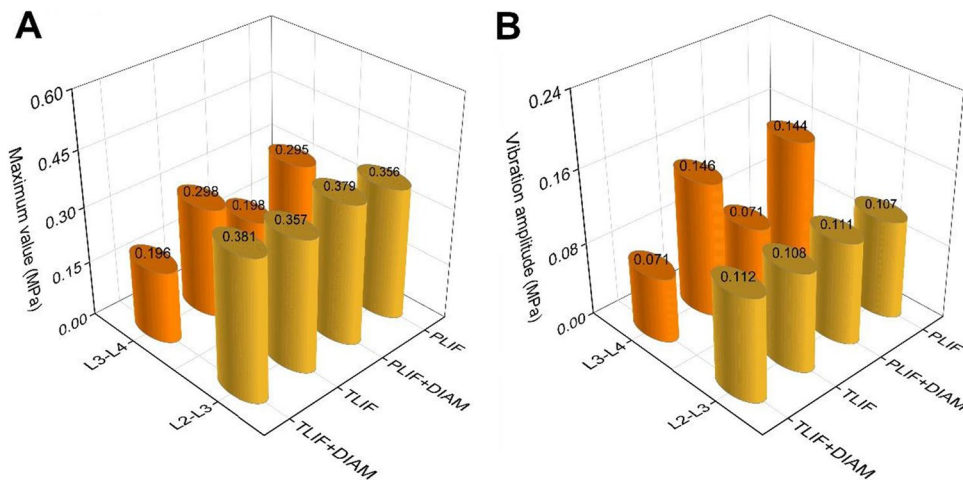 A
Maximum value (MPa)
0.60
0.45
0.30
0.15
0.00
0.196
0.298
0.198
0.295
0.381
0.357
0.379
0.356
L3-L4
L2-L3
TLIF+DIAM
TLIF
PLIF+DIAM
PLIF
B
Vibration amplitude (MPa)
0.24
0.16
0.08
0.00
0.071
0.146
0.071
0.144
0.112
0.108
0.111
0.107
L3-L4
L2-L3
TLIF+DIAM
TLIF
PLIF+DIAM
PLIF